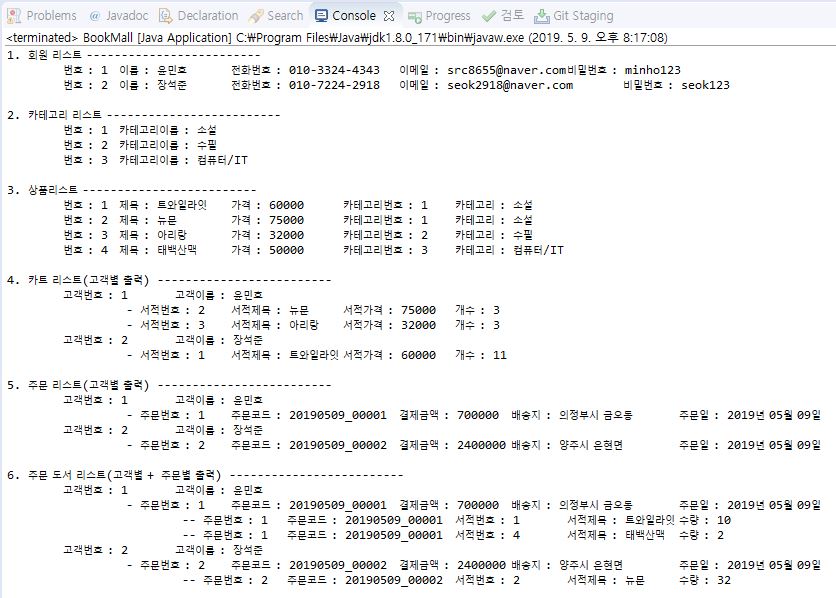 Problems @ Javadoc Declaration Search Console Progress 검토 Git Staging
<terminated> BookMall [Java Application] C:₩Program Files₩Java₩jdk1.8.0_171₩bin₩javaw.exe (2019. 5. 9. 오후 8:17:08)
1. 회원 리스트 ------------------------
번호 : 1 이름 : 윤민호 전화번호 : 010-3324-4343 이메일 : src8655@naver.com비밀번호 : minho123
번호 : 2 이름 : 장석준 전화번호 : 010-7224-2918 이메일 : seok2918@naver.com 비밀번호 : seok123
2. 카테고리 리스트 ------------------------
번호 : 1 카테고리이름 : 소설
번호 : 2 카테고리이름 : 수필
번호 : 3 카테고리이름 : 컴퓨터/IT
3. 상품리스트 ------------------------
번호 : 1 제목 : 트와일라잇 가격 : 60000 카테고리번호 : 1 카테고리 : 소설
번호 : 2 제목 : 뉴문 가격 : 75000 카테고리번호 : 1 카테고리 : 소설
번호 : 3 제목 : 아리랑 가격 : 32000 카테고리번호 : 2 카테고리 : 수필
번호 : 4 제목 : 태백산맥 가격 : 50000 카테고리번호 : 3 카테고리 : 컴퓨터/IT
4. 카트 리스트(고객별 출력) ------------------------
고객번호 : 1 고객이름 : 윤민호
- 서적번호 : 2 서적제목 : 뉴문 서적가격 : 75000 개수 : 3
- 서적번호 : 3 서적제목 : 아리랑 서적가격 : 32000 개수 : 3
고객번호 : 2 고객이름 : 장석준
- 서적번호 : 1 서적제목 : 트와일라잇 서적가격 : 60000 개수 : 11
5. 주문 리스트(고객별 출력) ------------------------
고객번호 : 1 고객이름 : 윤민호
- 주문번호 : 1 주문코드 : 20190509_00001 결제금액 : 700000 배송지 : 의정부시 금오동 주문일 : 2019년 05월 09일
고객번호 : 2 고객이름 : 장석준
- 주문번호 : 2 주문코드 : 20190509_00002 결제금액 : 2400000 배송지 : 양주시 은현면 주문일 : 2019년 05월 09일
6. 주문 도서 리스트(고객별 + 주문별 출력) ------------------------
고객번호 : 1 고객이름 : 윤민호
- 주문번호 : 1 주문코드 : 20190509_00001 결제금액 : 700000 배송지 : 의정부시 금오동 주문일 : 2019년 05월 09일
-- 주문번호 : 1 주문코드 : 20190509_00001 서적번호 : 1 서적제목 : 트와일라잇 수량 : 10
-- 주문번호 : 1 주문코드 : 20190509_00001 서적번호 : 4 서적제목 : 태백산맥 수량 : 2
고객번호 : 2 고객이름 : 장석준
- 주문번호 : 2 주문코드 : 20190509_00002 결제금액 : 2400000 배송지 : 양주시 은현면 주문일 : 2019년 05월 09일
-- 주문번호 : 2 주문코드 : 20190509_00002 서적번호 : 2 서적제목 : 뉴문 수량 : 32